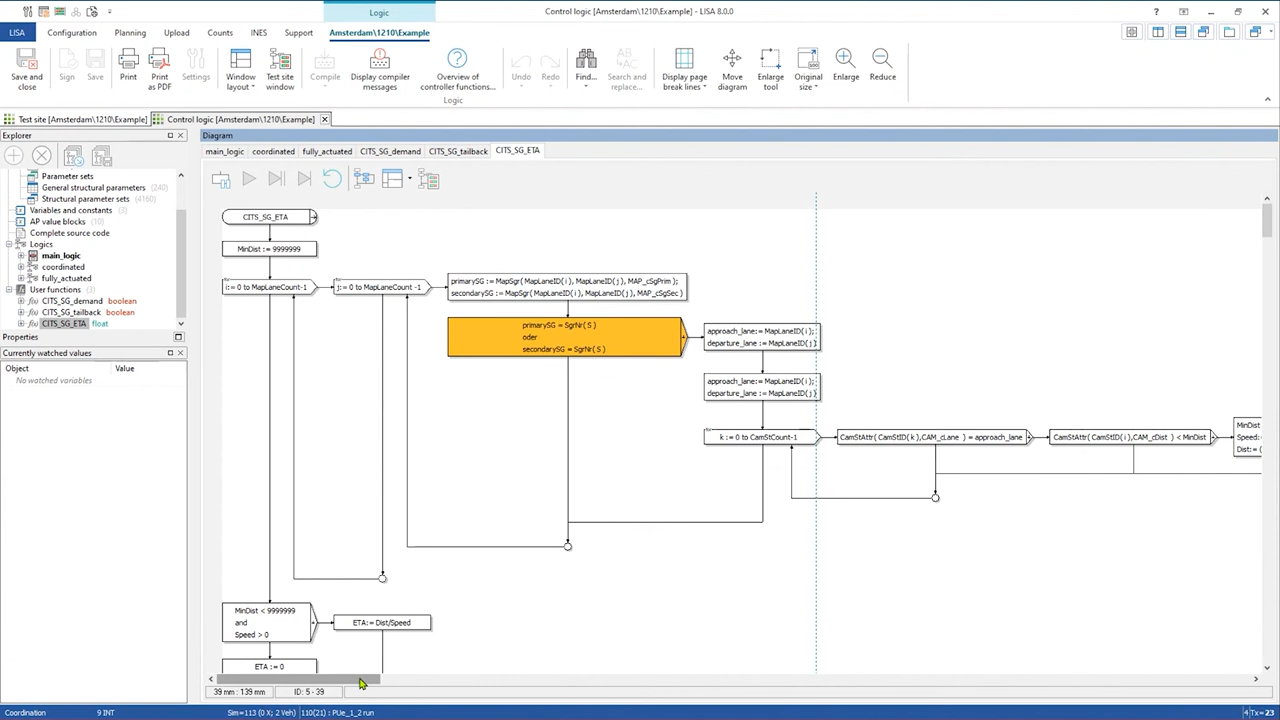 Logic
Control logic [Amsterdam\1210\Example] - LISA 8.0.0
?
LISA
Configuration
Planning
Upload
Counts
INES
Support
Amsterdam\1210\Example
Save and
close
Sign
Save
Print
Print
as PDF
Settings
Window
layout
Test site
window
Compile
Display compiler
messages
Overview of
controller functions...
Undo
Redo
Find...
Search and
replace...
Display page
break lines
Move
diagram
Enlarge
tool
Original
size
Enlarge
Reduce
Logic
Test site [Amsterdam\1210\Example]
Control logic [Amsterdam\1210\Example]
Explorer
Parameter sets
General structural parameters (240)
Structural parameter sets (4160)
Variables and constants (3)
AP value blocks (10)
Complete source code
Logics
main_logic
coordinated
fully_actuated
User functions (3)
f(x) CITS_SG_demand boolean
f(x) CITS_SG_tailback boolean
f(x) CITS_SG_ETA float
Properties
Currently watched values
Object Value
No watched variables
Diagram
main_logic
coordinated
fully_actuated
CITS_SG_demand
CITS_SG_tailback
CITS_SG_ETA
CITS_SG_ETA
MinDist := 9999999
i:= 0 to MapLaneCount-1
j:= 0 to MapLaneCount -1
primarySG := MapSgr( MapLaneID( i ), MapLaneID( j ), MAP_cSgPrim );
secondarySG := MapSgr( MapLaneID( i ), MapLaneID( j ), MAP_cSgSec )
primarySG = SgrNr( S )
oder
secondarySG = SgrNr( S )
approach_lane:= MapLaneID( i );
departure_lane := MapLaneID( j )
approach_lane:= MapLaneID( i );
departure_lane := MapLaneID( j )
k := 0 to CamStCount-1
CamStAttr( CamStID( k ),CAM_cLane ) = approach_lane
CamStAttr( CamStID( i ),CAM_cDist ) < MinDist
MinDist
Speed:
Dist: = (
MinDist < 9999999
and
Speed > 0
ETA:= Dist/Speed
ETA := 0
39 mm : 139 mm
ID: 5 - 39
Coordination
9 INT
Sim=113 (0 X; 2 Veh)
110(21) : PUe_1_2 run
Tx=23